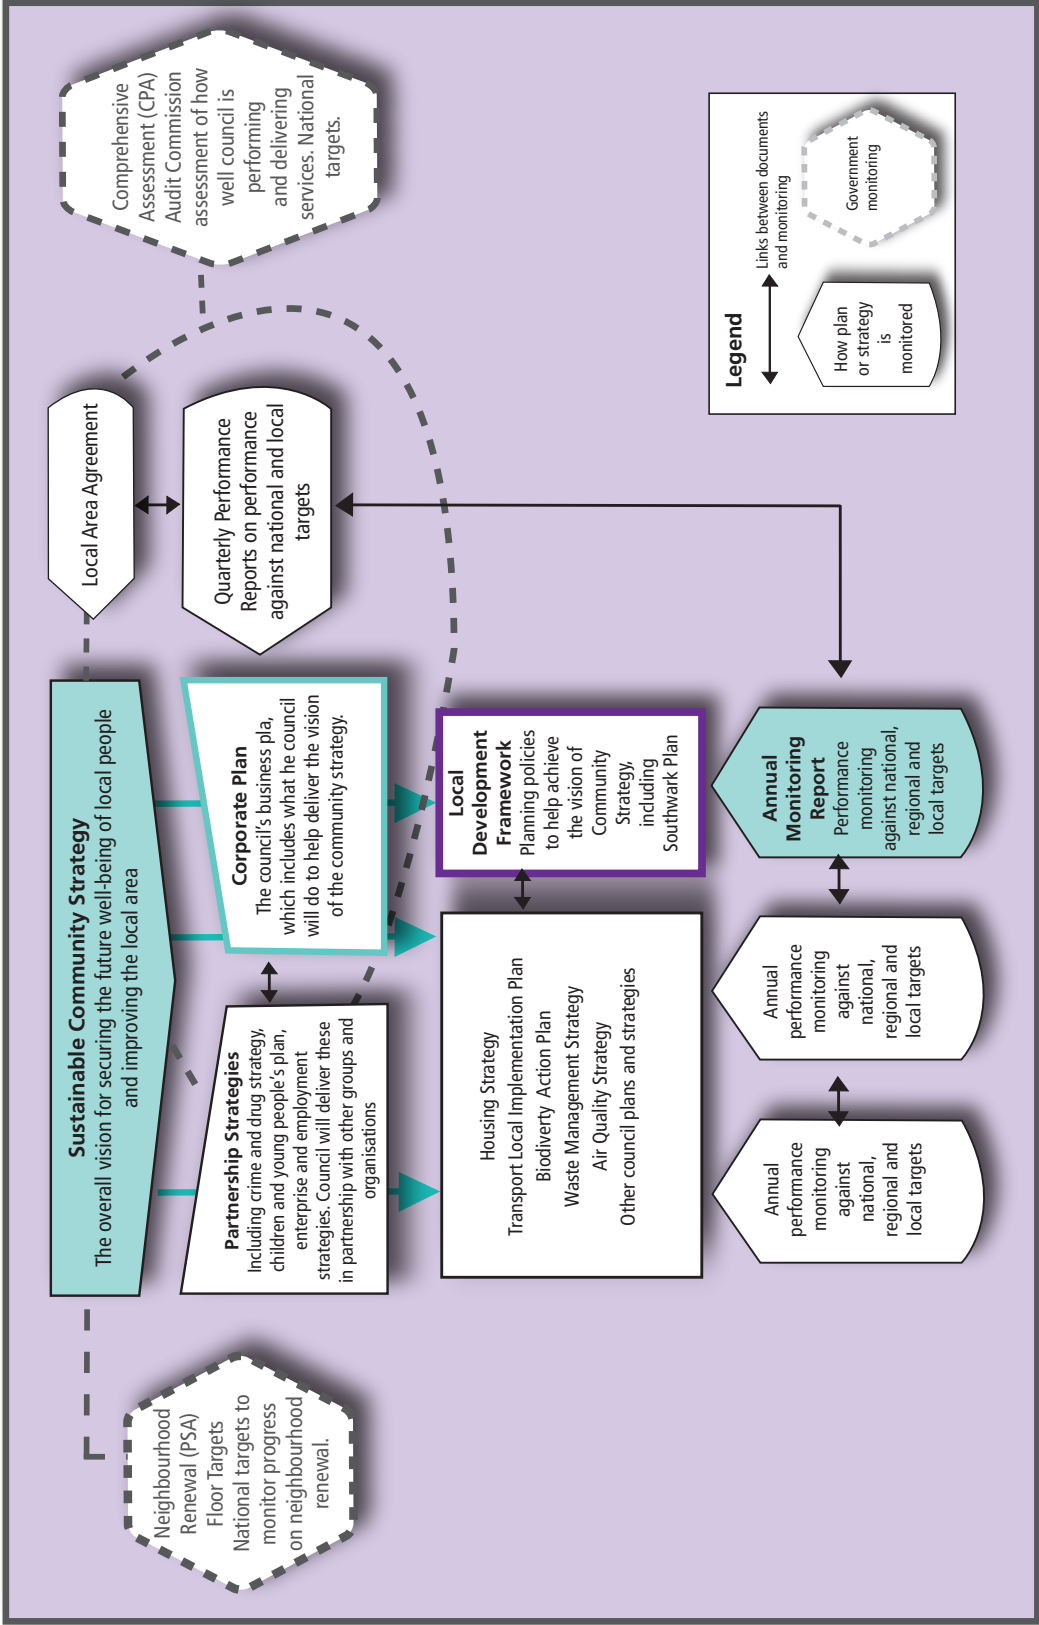 Neighbourhood
Renewal (PSA)
Floor Targets
National targets to
monitor progress
on neighbourhood
renewal.
Sustainable Community Strategy
The overall vision for securing the future well-being of local people
and improving the local area
Local Area Agreement
Comprehensive
Assessment (CPA)
Audit Commission
assessment of how
well council is
performing
and delivering
services. National
targets.
Partnership Strategies
Including crime and drug strategy,
children and young people's plan,
enterprise and employment
strategies. Council will deliver these
in partnership with other groups and
organisations
Corporate Plan
The council's business pla,
which includes what he council
will do to help deliver the vision
of the community strategy.
Quarterly Performance
Reports on performance
against national and local
targets
Housing Strategy
Transport Local Implementation Plan
Biodiverty Action Plan
Waste Management Strategy
Air Quality Strategy
Other council plans and strategies
Local
Development
Framework
Planning policies
to help achieve
the vision of
Community
Strategy,
including
Southwark Plan
Annual
performance
monitoring
against
national,
regional and
local targets
Annual
performance
monitoring
against
national,
regional and
local targets
Annual
Monitoring
Report
Performance
monitoring
against national,
regional and
local targets
Legend
Links between documents
and monitoring
How plan
or strategy
is
monitored
Government
monitoring